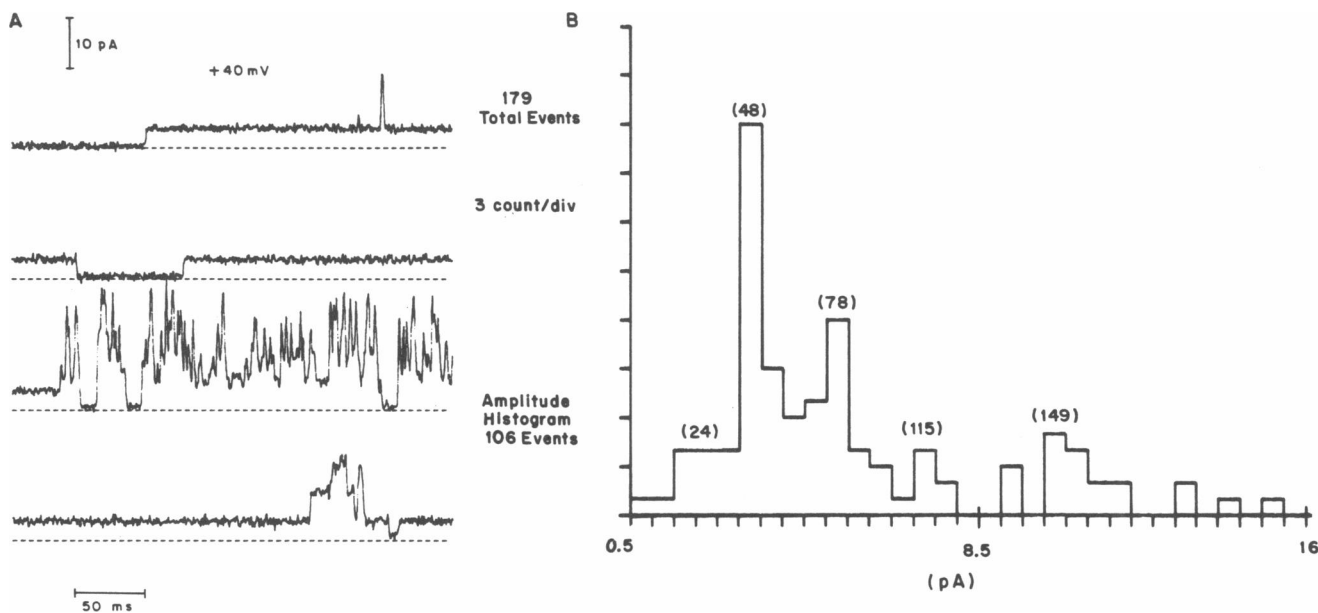 A
10 pA
+40 mV
50 ms
B
179
Total Events
3 count/div
Amplitude
Histogram
106 Events
(48)
(78)
(24)
(115)
(149)
0.5
8.5
16
(pA)